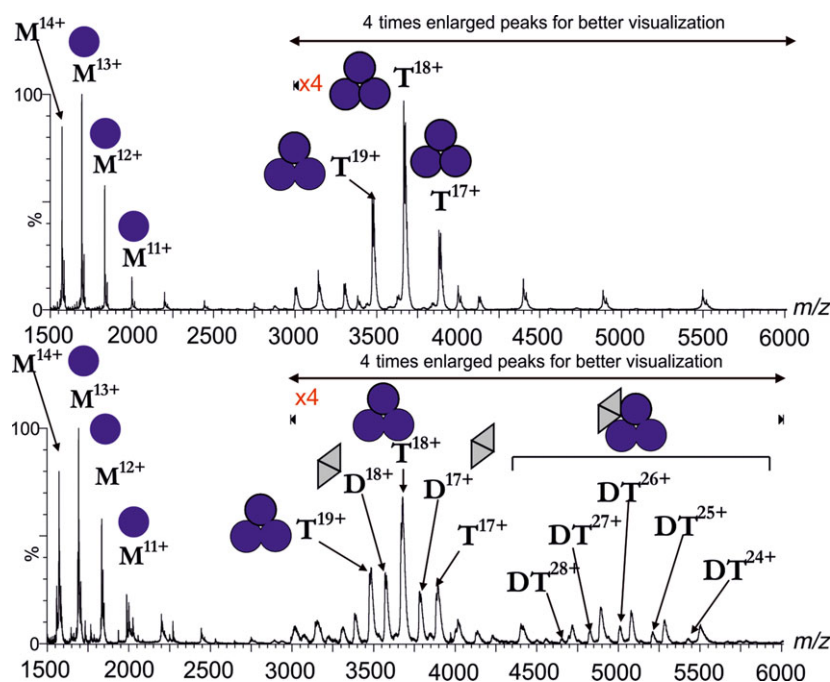 4 times enlarged peaks for better visualization
M14+
M13+
x4
T18+
100
M12+
T19+
T17+
M11+
%
0
1500 2000 2500 3000 3500 4000 4500 5000 5500 6000 m/z
4 times enlarged peaks for better visualization
M14+
M13+
x4
100
T18+
M12+
D18+
D17+
DT26+
T19+
T17+
DT27+
DT25+
M11+
DT28+
DT24+
%
0
1500 2000 2500 3000 3500 4000 4500 5000 5500 6000 m/z